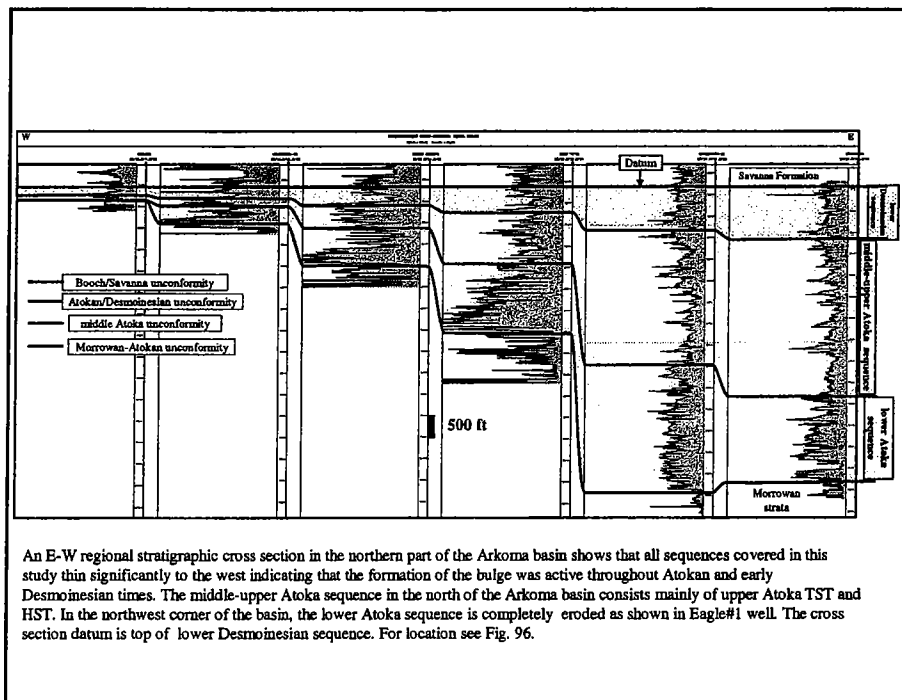 W
E
Datum
Savanna Formation
middle-upper Atoka sequence
Booch/Savanna unconformity
Atokan/Desmoinesian unconformity
middle Atoka unconformity
Morrowan-Atokan unconformity
lower Atoka
sequence
500 ft
Morrowan
strata
An E-W regional stratigraphic cross section in the northern part of the Arkoma basin shows that all sequences covered in this
study thin significantly to the west indicating that the formation of the bulge was active throughout Atokan and early
Desmoinesian times. The middle-upper Atoka sequence in the north of the Arkoma basin consists mainly of upper Atoka TST and
HST. In the northwest corner of the basin, the lower Atoka sequence is completely eroded as shown in Eagle#1 well. The cross
section datum is top of lower Desmoinesian sequence. For location see Fig. 96.